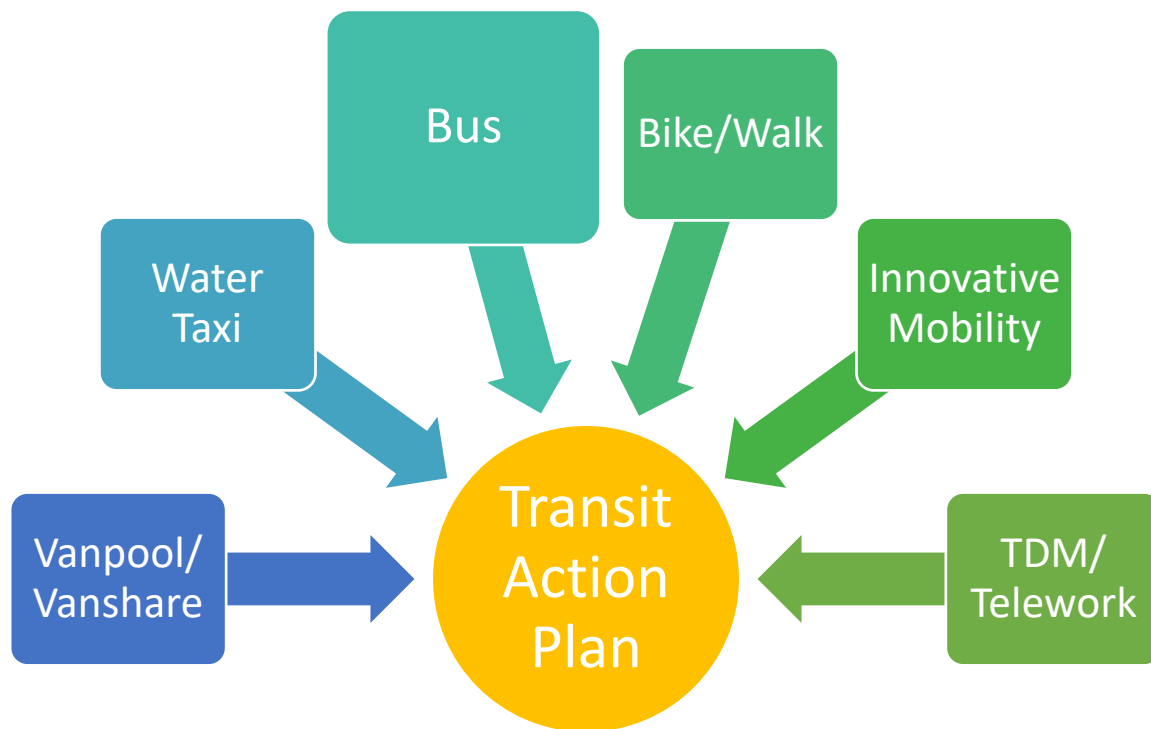 Bus
Bike/Walk
Water
Taxi
Innovative
Mobility
Vanpool/
Vanshare
Transit
Action
Plan
TDM/
Telework